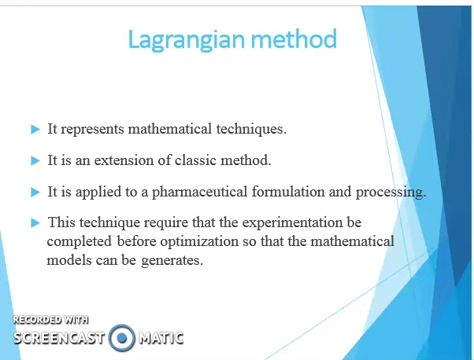 Lagrangian method
It represents mathematical techniques.
It is an extension of classic method.
It is applied to a pharmaceutical formulation and processing.
This technique require that the experimentation be
completed before optimization so that the mathematical
models can be generates.
RECORDED WITH
SCREENCAST MATIC